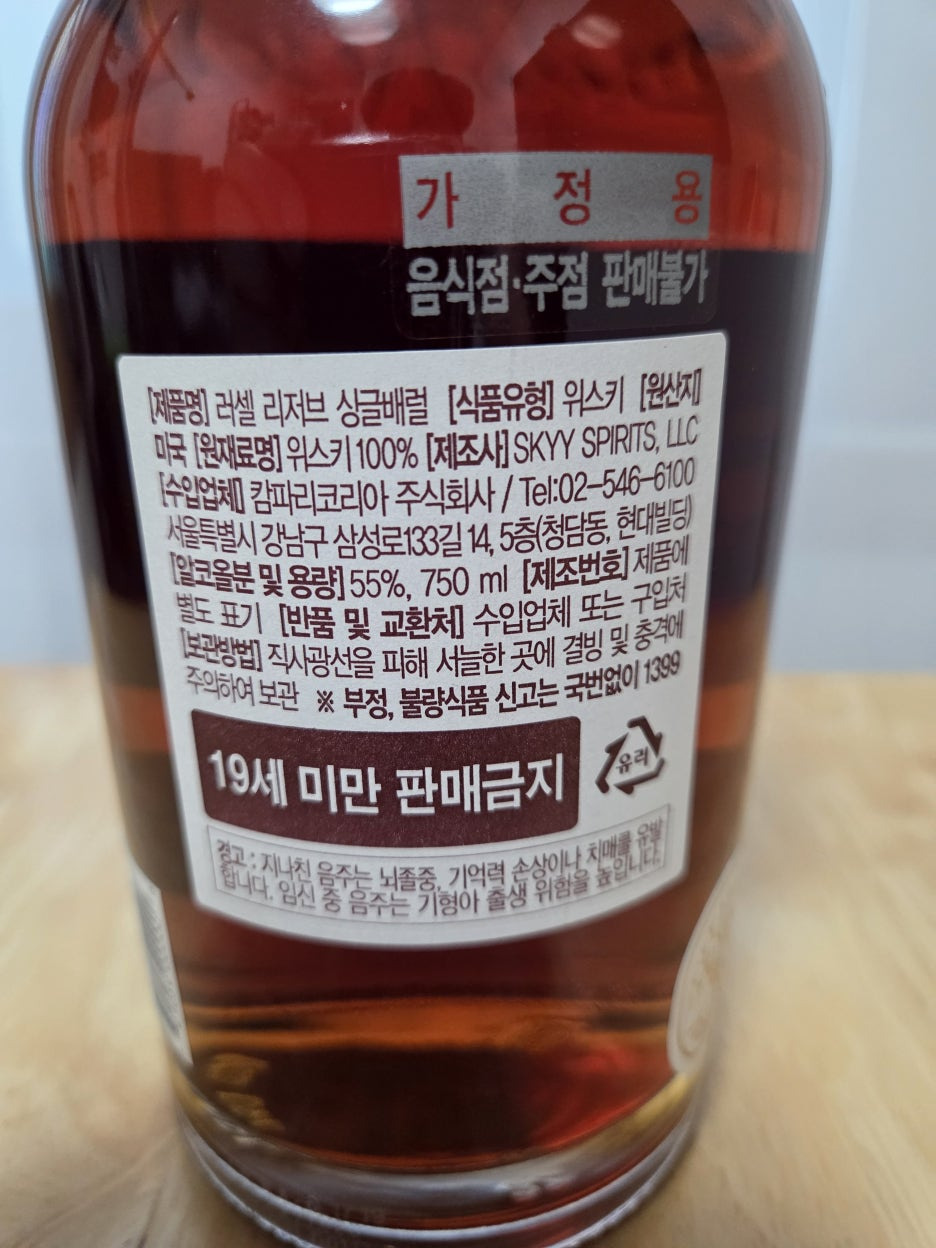 가 정 용
음식점·주점 판매불가
[제품명] 러셀 리저브 싱글배럴 [식품유형] 위스키 [원산지]
미국 [원재료명] 위스키 100% [제조사] SKYY SPIRITS, LLC
[수입업체] 캄파리코리아 주식회사 / Tel:02-546-6100
서울특별시 강남구 삼성로133길 14, 5층(청담동, 현대빌딩)
[알코올분 및 용량] 55%, 750 ml [제조번호] 제품에
별도 표기 [반품 및 교환처] 수입업체 또는 구입처
[보관방법] 직사광선을 피해 서늘한 곳에 결빙 및 충격에
주의하여 보관 ※ 부정, 불량식품 신고는 국번없이 1399
19세 미만 판매금지
유리
경고 : 지나친 음주는 뇌졸중, 기억력 손상이나 치매를 유발
합니다. 임신 중 음주는 기형아 출생 위험을 높입니다.